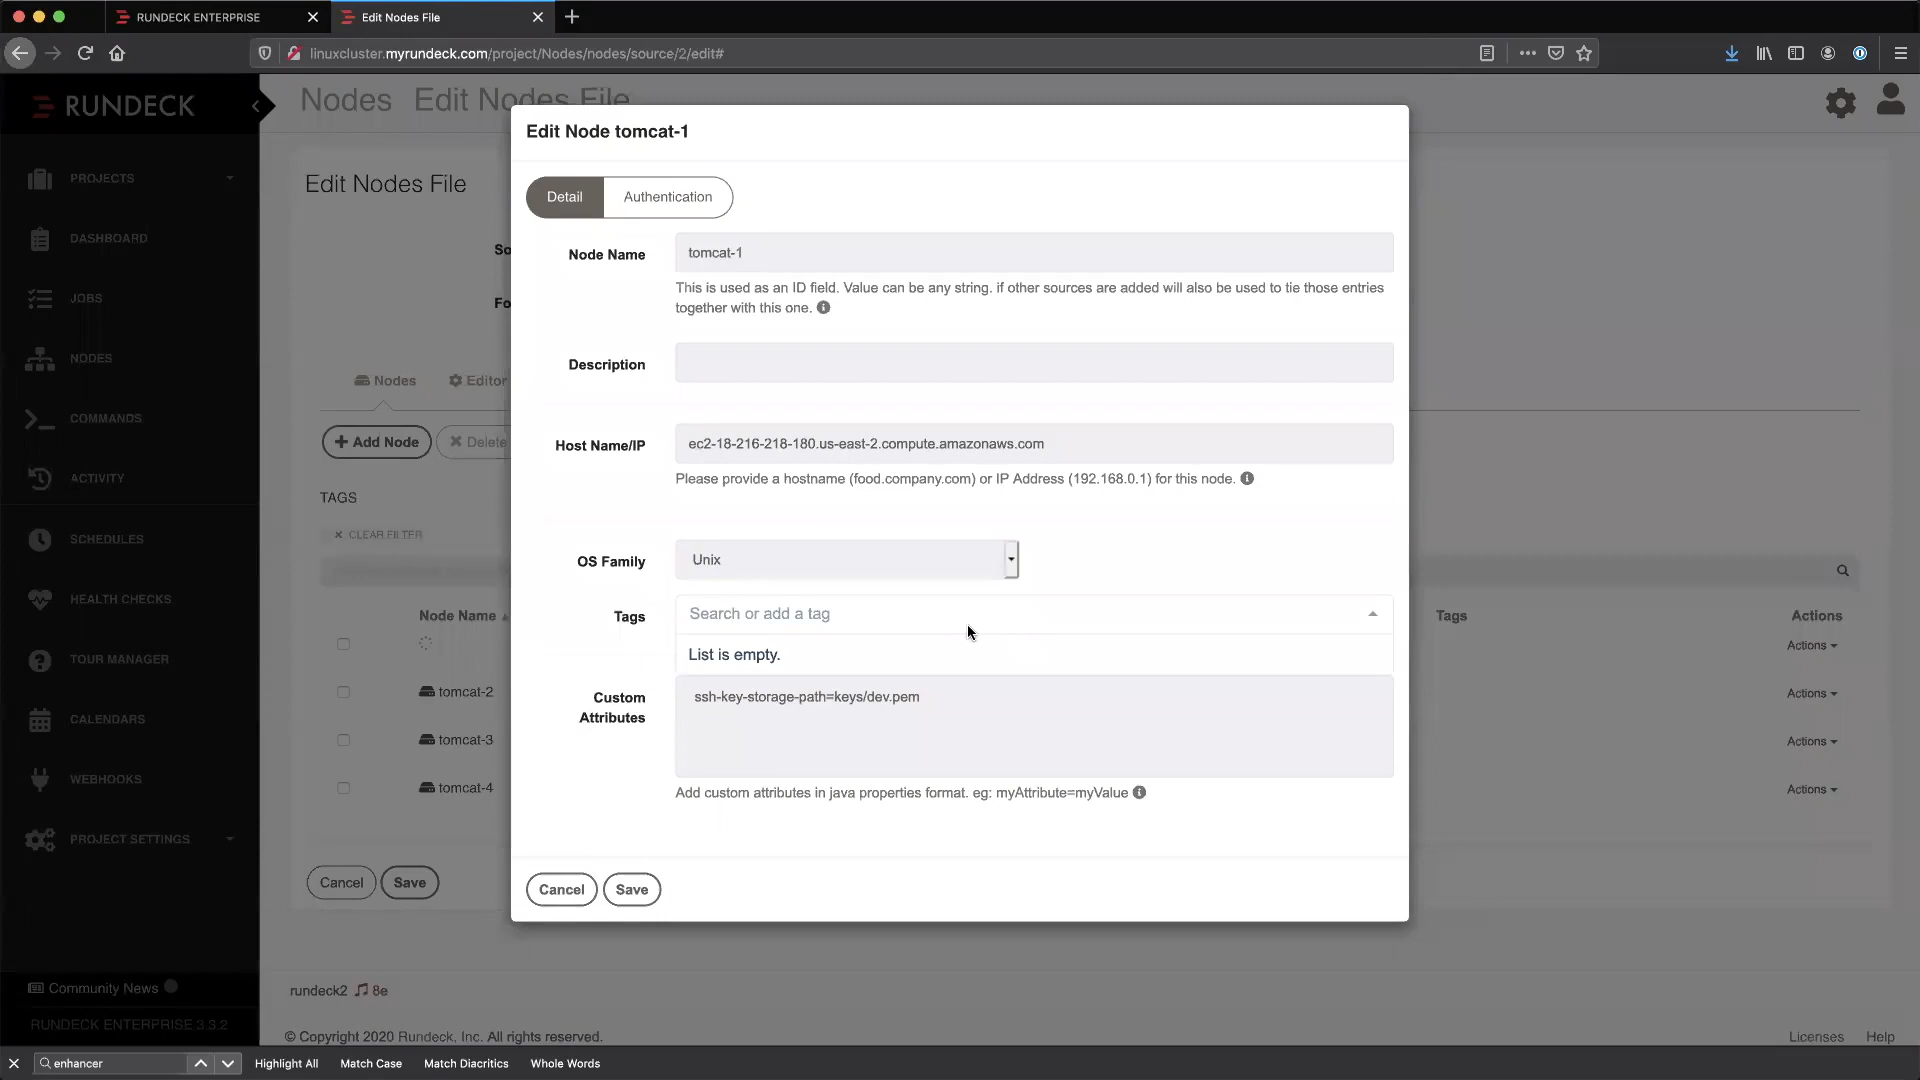 RUNDECK ENTERPRISE
Edit Nodes File
linuxcluster.myrundeck.com/project/Nodes/nodes/source/2/edit#
RUNDECK
Nodes Edit Nodes File
PROJECTS
DASHBOARD
JOBS
NODES
COMMANDS
ACTIVITY
SCHEDULES
HEALTH CHECKS
TOUR MANAGER
CALENDARS
WEBHOOKS
PROJECT SETTINGS
Community News
RUNDECK ENTERPRISE 3.3.2
Edit Nodes File
So
Fo
Nodes
Editor
Add Node
Delete
TAGS
CLEAR FILTER
Node Name
Tags
Actions
Actions
tomcat-2
Actions
tomcat-3
Actions
tomcat-4
Actions
Cancel
Save
Edit Node tomcat-1
Detail
Authentication
Node Name
tomcat-1
This is used as an ID field. Value can be any string. if other sources are added will also be used to tie those entries
together with this one.
Description
Host Name/IP
ec2-18-216-218-180.us-east-2.compute.amazonaws.com
Please provide a hostname (food.company.com) or IP Address (192.168.0.1) for this node.
OS Family
Unix
Tags
Search or add a tag
List is empty.
Custom
Attributes
ssh-key-storage-path=keys/dev.pem
Add custom attributes in java properties format. eg: myAttribute=myValue
Cancel
Save
rundeck2 8e
© Copyright 2020 Rundeck, Inc. All rights reserved.
Licenses
Help
enhancer
Highlight All
Match Case
Match Diacritics
Whole Words